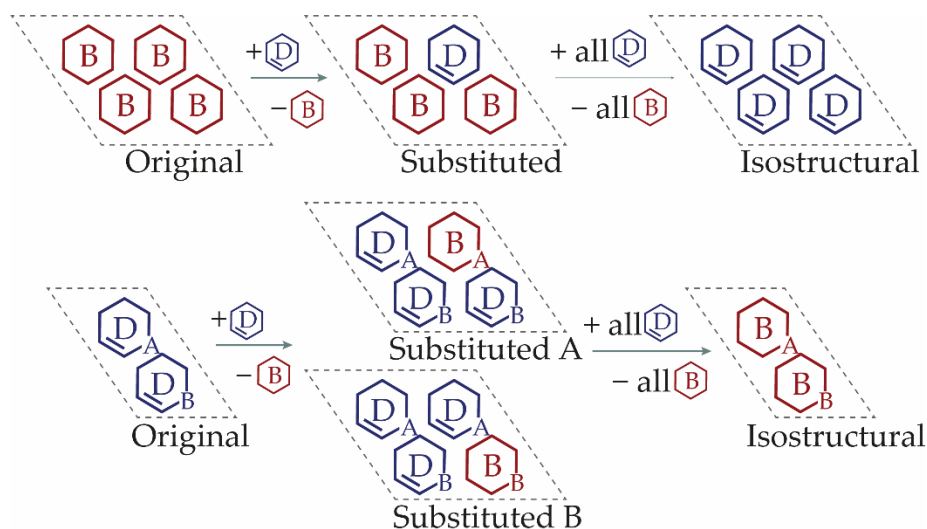 B B + D B D + all D D D
B B − B B B − all B D D
Original Substituted Isostructural
D B
A A
D + D D D + all D B
A B B A
D − B Substituted A − all B B
B B
Original D D Isostructural
A A
D B
B B
Substituted B